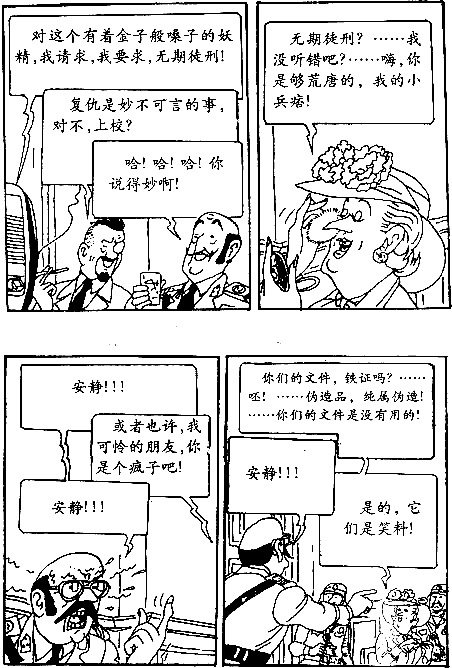 对这个有着金子般嗓子的妖
精,我请求,我要求,无期徒刑!
复仇是妙不可言的事,
对不,上校?
哈! 哈! 哈! 你
说得妙啊!
无期徒刑? ……我
没听错吧?……嗨,你
是够荒唐的, 我的小
兵痞!
安静!!!
或者也许,我
可怜的朋友,你
是个疯子吧!
安静!!!
你们的文件, 铁证吗? ……
呸! ……伪造品, 纯属伪造!
……你们的文件是没有用的!
安静!!!
是的, 它
们是笑料!